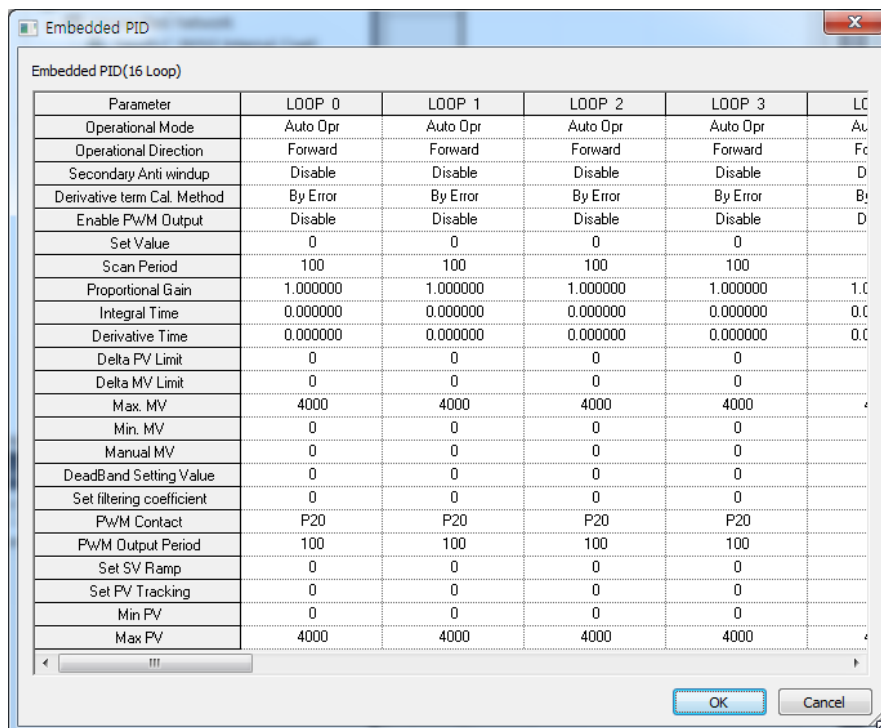 Embedded PID
Embedded PID(16 Loop)
Parameter LOOP 0 LOOP 1 LOOP 2 LOOP 3
Operational Mode Auto Opr Auto Opr Auto Opr Auto Opr
Operational Direction Forward Forward Forward Forward
Secondary Anti windup Disable Disable Disable Disable
Derivative term Cal. Method By Error By Error By Error By Error
Enable PWM Output Disable Disable Disable Disable
Set Value 0 0 0 0
Scan Period 100 100 100 100
Proportional Gain 1.000000 1.000000 1.000000 1.000000
Integral Time 0.000000 0.000000 0.000000 0.000000
Derivative Time 0.000000 0.000000 0.000000 0.000000
Delta PV Limit 0 0 0 0
Delta MV Limit 0 0 0 0
Max. MV 4000 4000 4000 4000
Min. MV 0 0 0 0
Manual MV 0 0 0 0
DeadBand Setting Value 0 0 0 0
Set filtering coefficient 0 0 0 0
PWM Contact P20 P20 P20 P20
PWM Output Period 100 100 100 100
Set SV Ramp 0 0 0 0
Set PV Tracking 0 0 0 0
Min PV 0 0 0 0
Max PV 4000 4000 4000 4000
OK Cancel